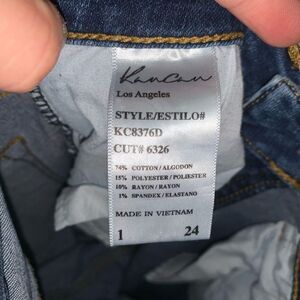 KanCan
Los Angeles
STYLE/ESTILO#
KC8376D
CUT# 6326
74% COTTON / ALGODON
15% POLYESTER / POLIESTER
10% RAYON / RAYON
1% SPANDEX / ELASTANO
MADE IN VIETNAM
1 24